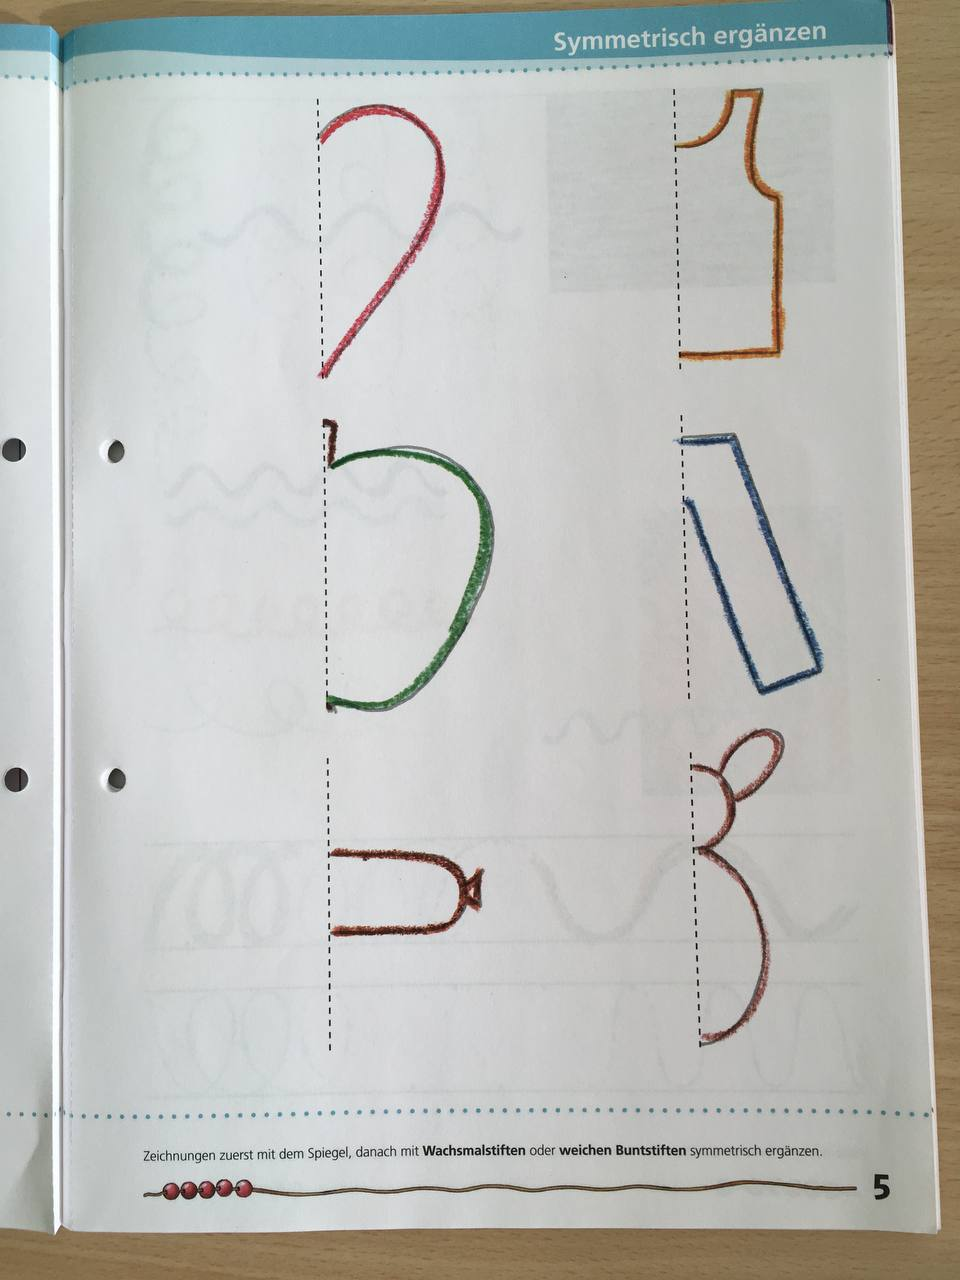 Symmetrisch ergänzen
Zeichnungen zuerst mit dem Spiegel, danach mit Wachsmalstiften oder weichen Buntstiften symmetrisch ergänzen.
5